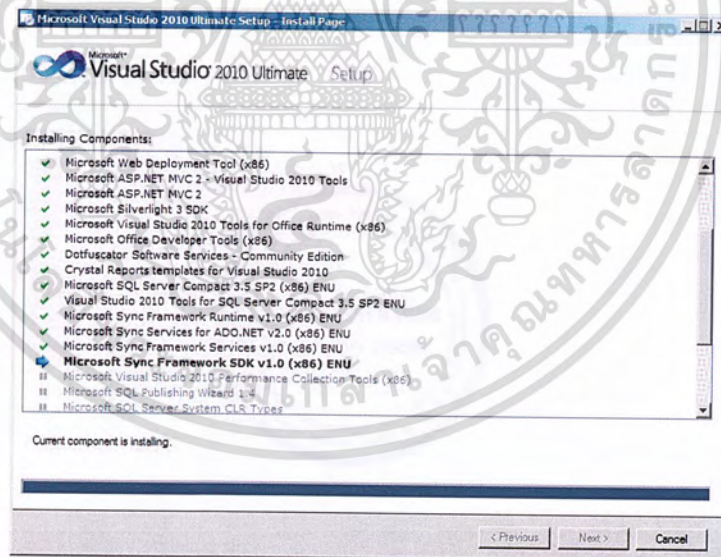 Microsoft Visual Studio 2010 Ultimate Setup - Install Page
Microsoft®
Visual Studio® 2010 Ultimate Setup
Installing Components:
Microsoft Web Deployment Tool (x86)
Microsoft ASP.NET MVC 2 - Visual Studio 2010 Tools
Microsoft ASP.NET MVC 2
Microsoft Silverlight 3 SDK
Microsoft Visual Studio 2010 Tools for Office Runtime (x86)
Microsoft Office Developer Tools (x86)
Dotfuscator Software Services - Community Edition
Crystal Reports templates for Visual Studio 2010
Microsoft SQL Server Compact 3.5 SP2 (x86) ENU
Visual Studio 2010 Tools for SQL Server Compact 3.5 SP2 ENU
Microsoft Sync Framework Runtime v1.0 (x86) ENU
Microsoft Sync Services for ADO.NET v2.0 (x86) ENU
Microsoft Sync Framework Services v1.0 (x86) ENU
Microsoft Sync Framework SDK v1.0 (x86) ENU
Microsoft Visual Studio 2010 Performance Collection Tools (x86)
Microsoft SQL Publishing Wizard 1.4
Microsoft SQL Server System CLR Types
Current component is installing.
< Previous
Next >
Cancel